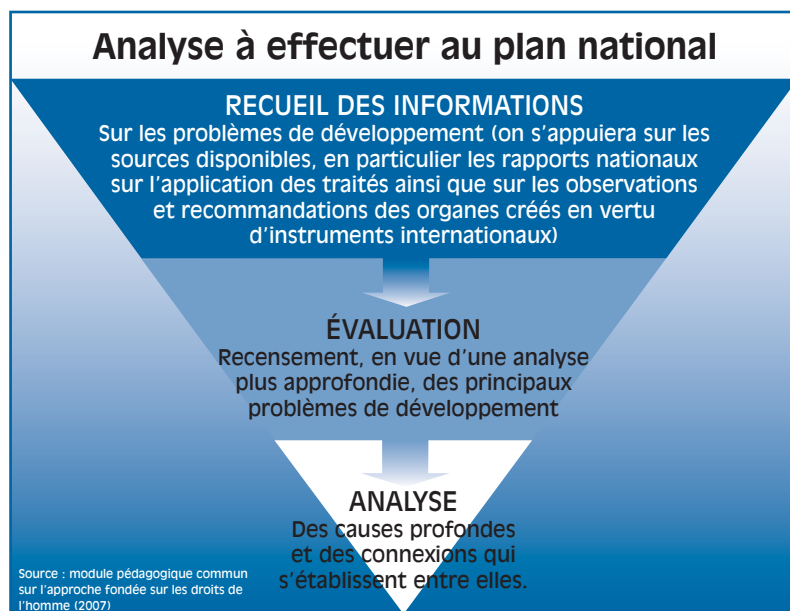 Analyse à effectuer au plan national
RECUEIL DES INFORMATIONS
Sur les problèmes de développement (on s'appuiera sur les
sources disponibles, en particulier les rapports nationaux
sur l'application des traités ainsi que sur les observations
et recommandations des organes créés en vertu
d'instruments internationaux)
ÉVALUATION
Recensement, en vue d'une analyse
plus approfondie, des principaux
problèmes de développement
ANALYSE
Des causes profondes
et des connexions qui
s'établissent entre elles.
Source : module pédagogique commun
sur l'approche fondée sur les droits de
l'homme (2007)